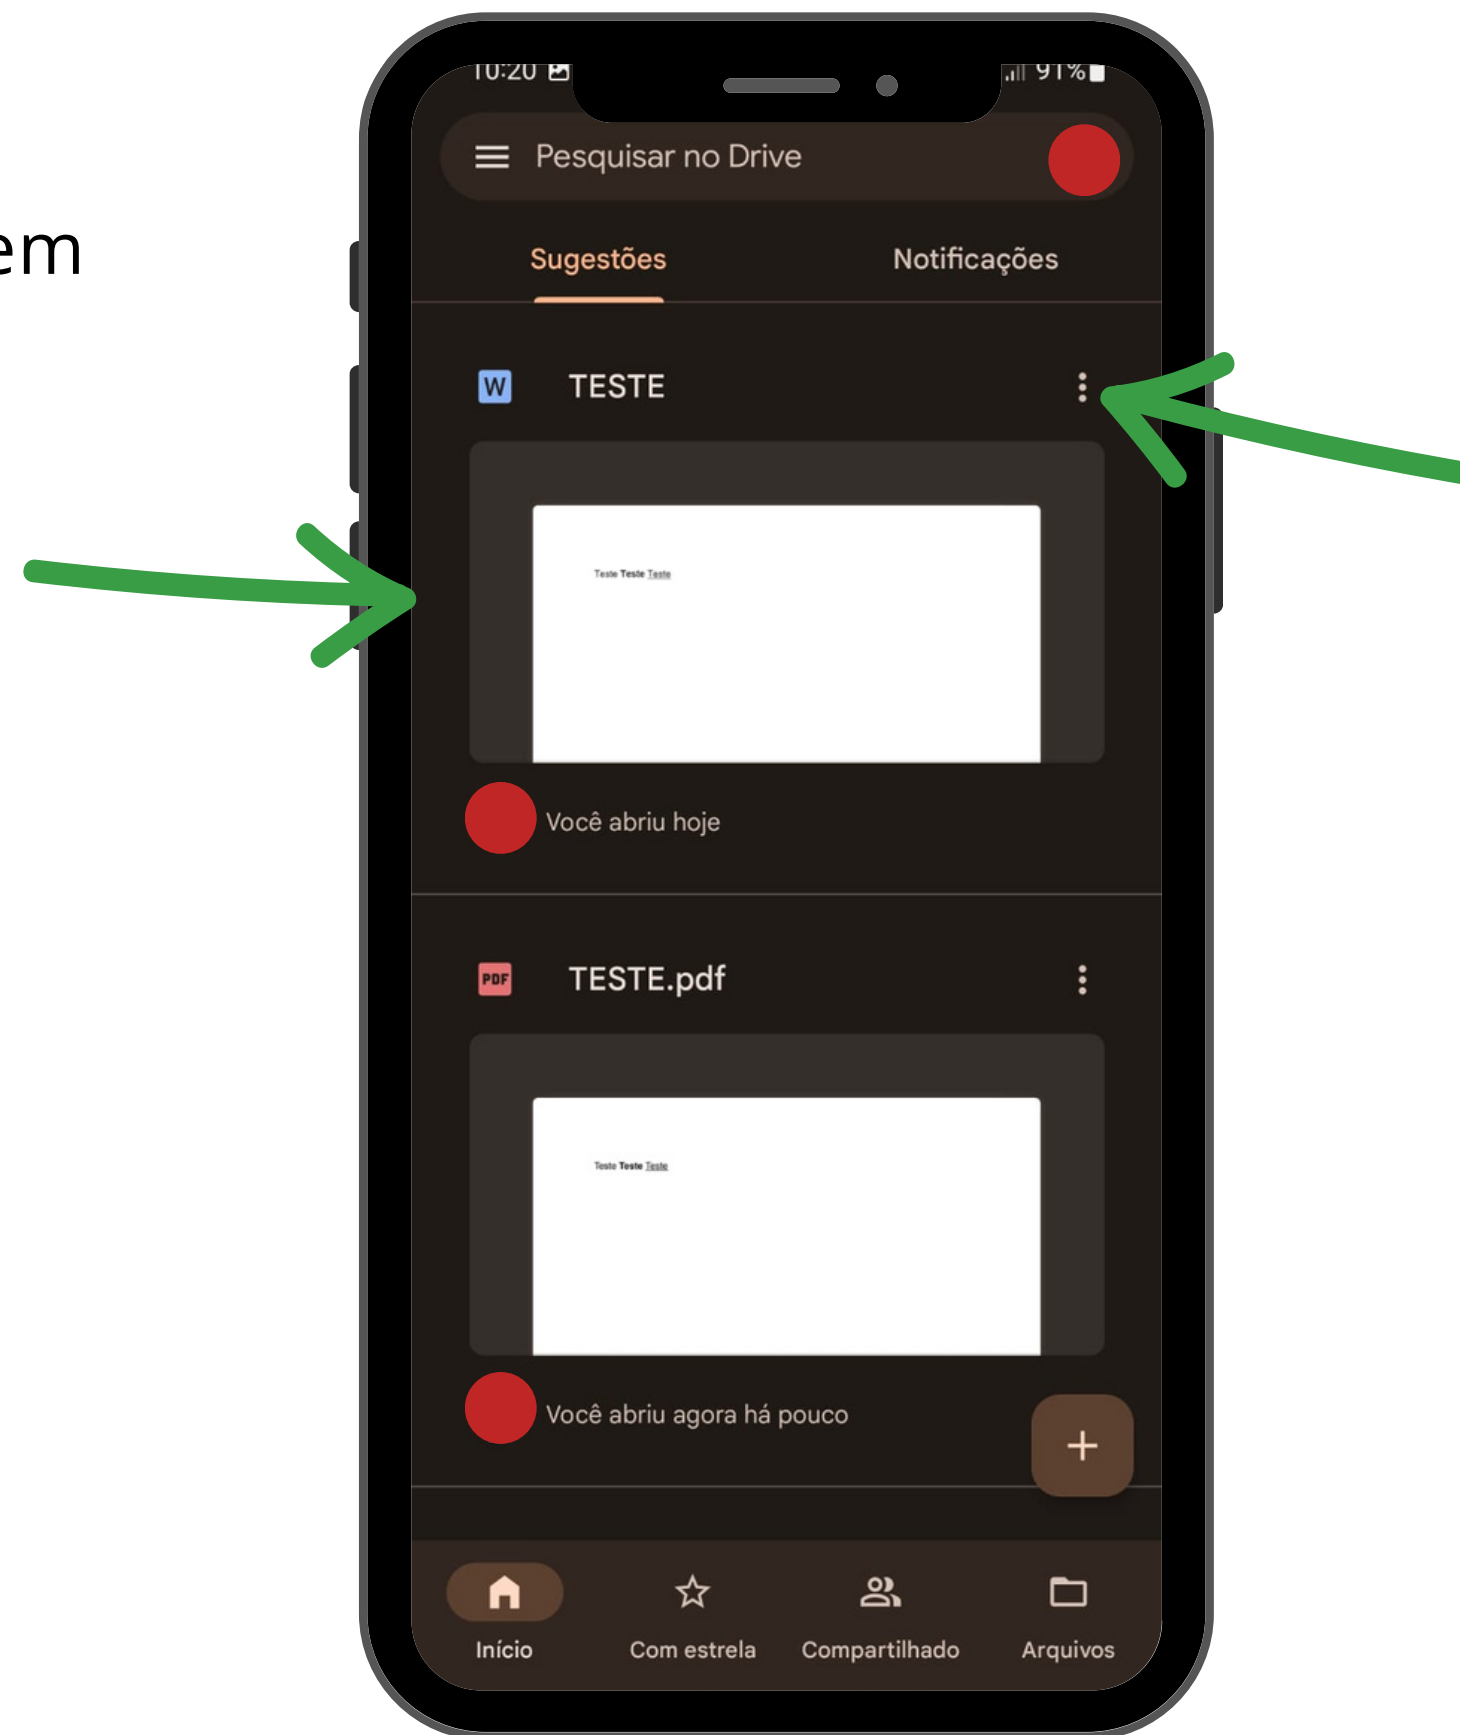 10:20 91%
Pesquisar no Drive
em
Sugestões Notificações
W TESTE
Teste Teste Teste
Você abriu hoje
PDF TESTE.pdf
Teste Teste Teste
Você abriu agora há pouco
+
Início Com estrela Compartilhado Arquivos